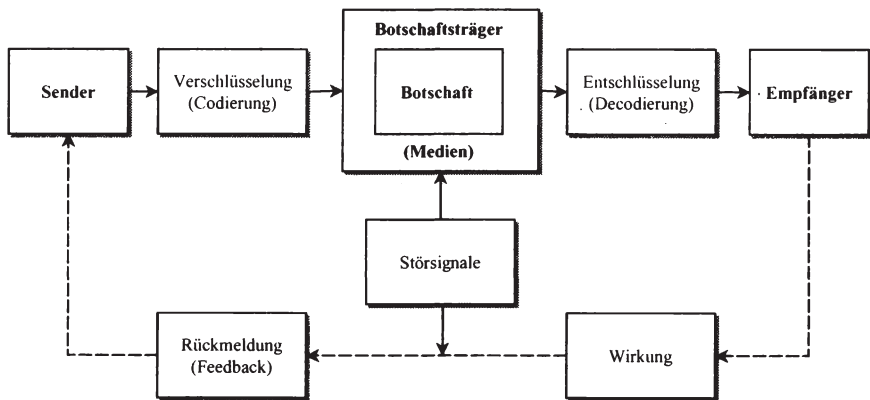 Botschaftsträger
Sender
Verschlüsselung
(Codierung)
Botschaft
(Medien)
Entschlüsselung
(Decodierung)
Empfänger
Störsignale
Rückmeldung
(Feedback)
Wirkung